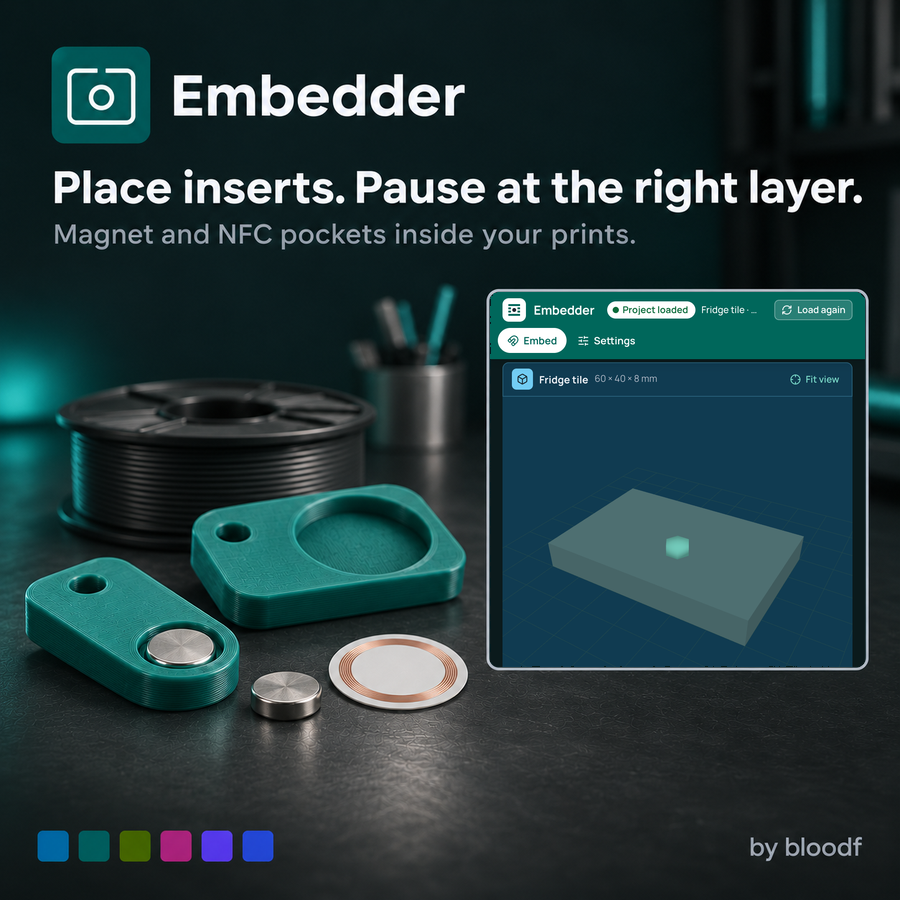 Embedder
Place inserts. Pause at the right layer.
Magnet and NFC pockets inside your prints.
Embedder
Project loaded
Fridge tile · ...
Load again
Embed
Settings
Fridge tile
60 × 40 × 8 mm
Fit view
by bloodf